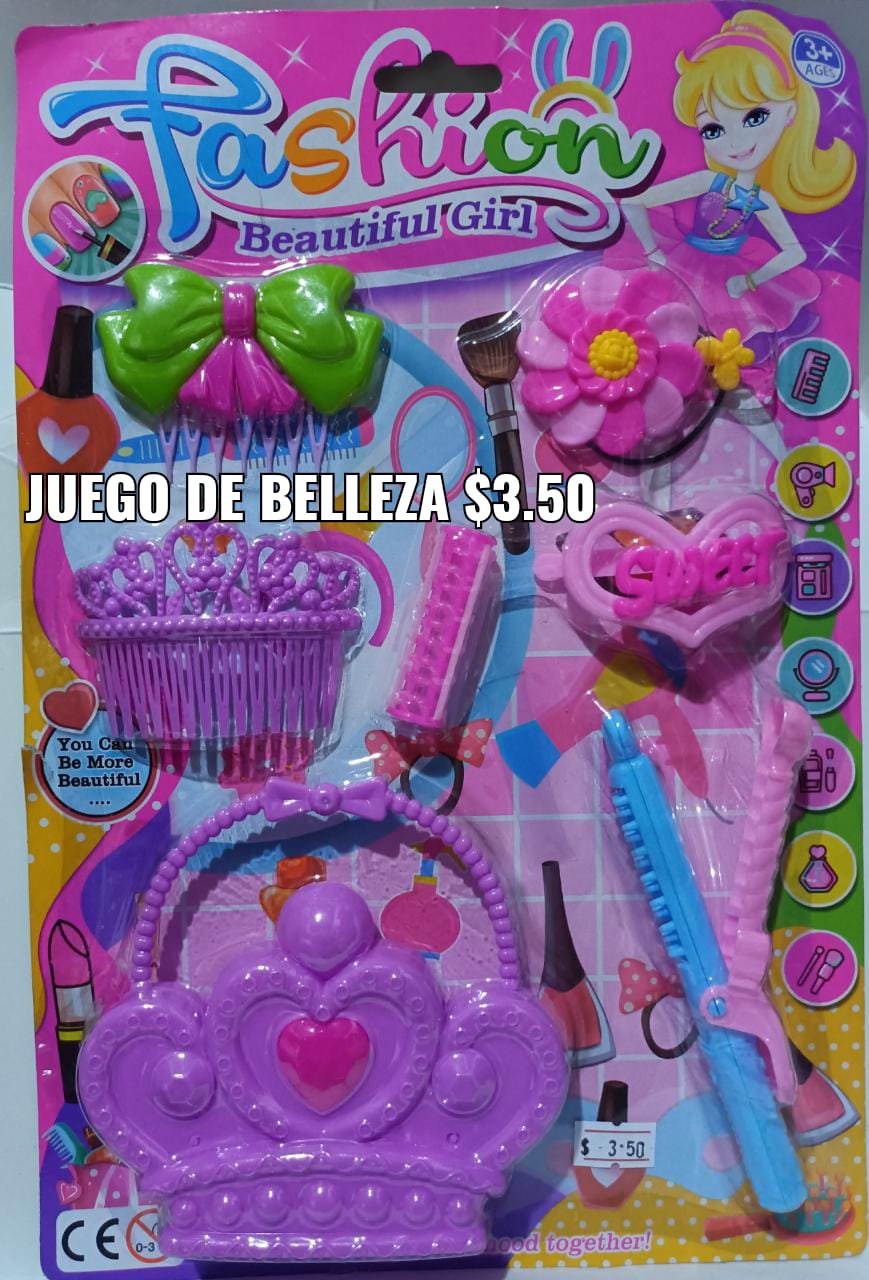 Fashion
Beautiful Girl
3+
AGES
JUEGO DE BELLEZA $3.50
SWEET
You Can
Be More
Beautiful
....
$ 3.50
CE
0-3
together!